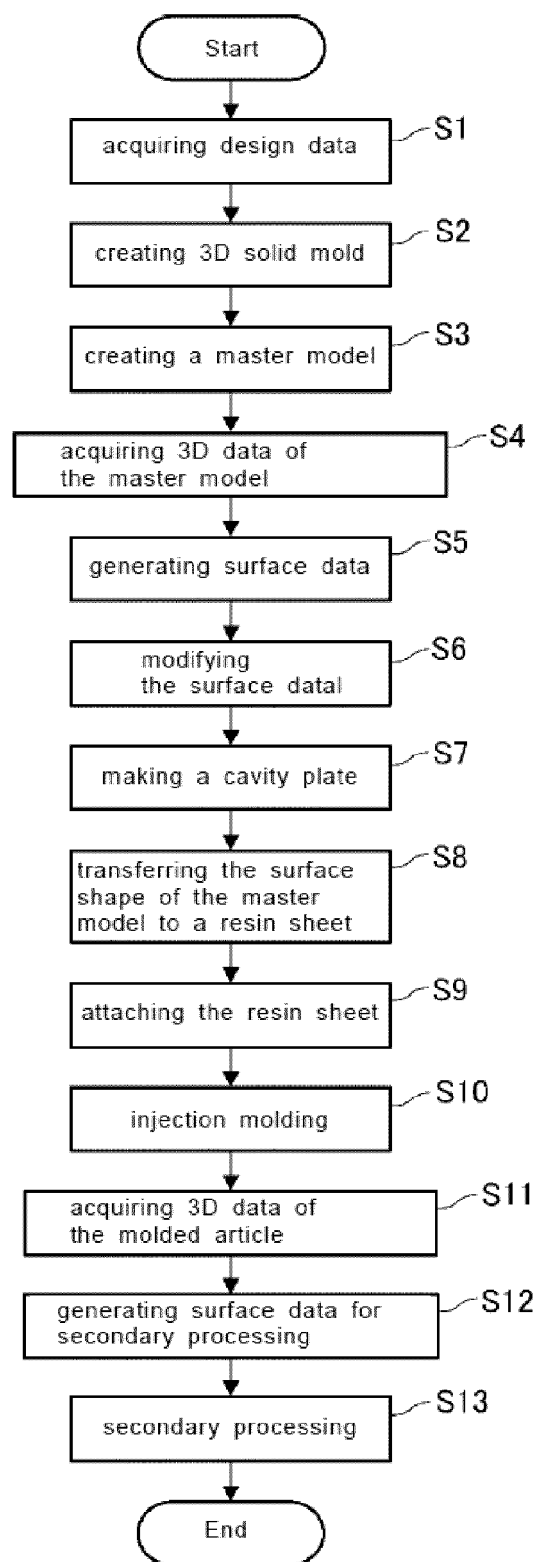 Start
S1
acquiring design data
S2
creating 3D solid mold
S3
creating a master model
S4
acquiring 3D data of
the master model
S5
generating surface data
S6
modifying
the surface datal
S7
making a cavity plate
S8
transferring the surface
shape of the master
model to a resin sheet
S9
attaching the resin sheet
S10
injection molding
S11
acquiring 3D data of
the molded article
S12
generating surface data for
secondary processing
S13
secondary processing
End